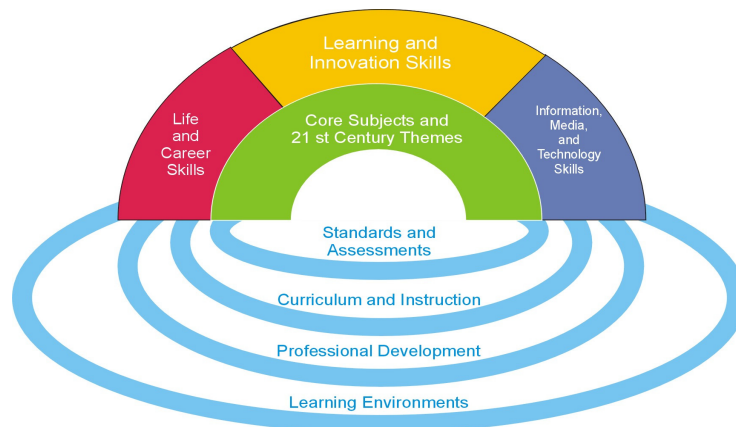 Learning and
Innovation Skills
Life
and
Career
Skills
Core Subjects and
21 st Century Themes
Information,
Media,
and
Technology
Skills
Standards and
Assessments
Curriculum and Instruction
Professional Development
Learning Environments